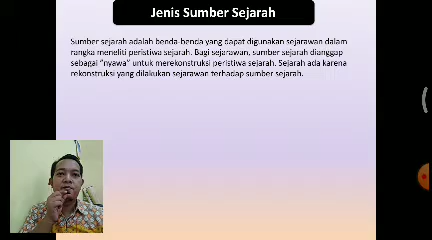 Jenis Sumber Sejarah
Sumber sejarah adalah benda-benda yang dapat digunakan sejarawan dalam
rangka meneliti peristiwa sejarah. Bagi sejarawan, sumber sejarah dianggap
sebagai “nyawa” untuk merekonstruksi peristiwa sejarah. Sejarah ada karena
rekonstruksi yang dilakukan sejarawan terhadap sumber sejarah.